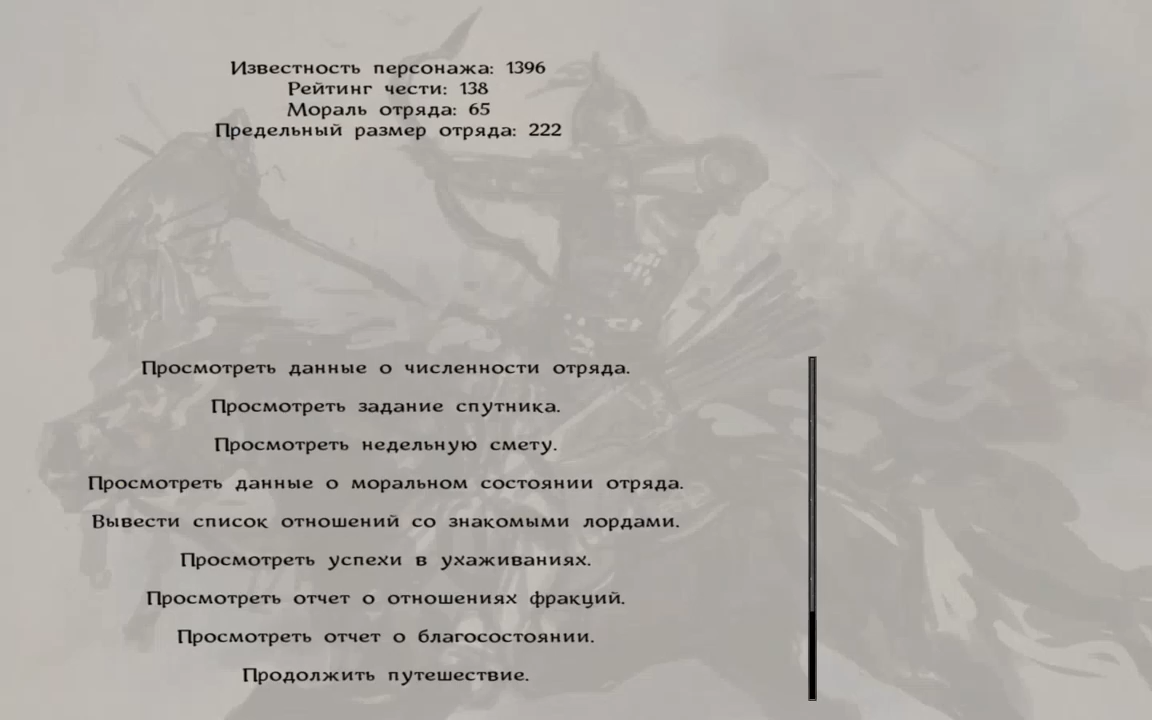 Известность персонажа: 1396
Рейтинг чести: 138
Мораль отряда: 65
Предельный размер отряда: 222
Просмотреть данные о численности отряда.
Просмотреть задание спутника.
Просмотреть недельную смету.
Просмотреть данные о моральном состоянии отряда.
Вывести список отношений со знакомыми лордами.
Просмотреть успехи в ухаживаниях.
Просмотреть отчет о отношениях фракций.
Просмотреть отчет о благосостоянии.
Продолжить путешествие.